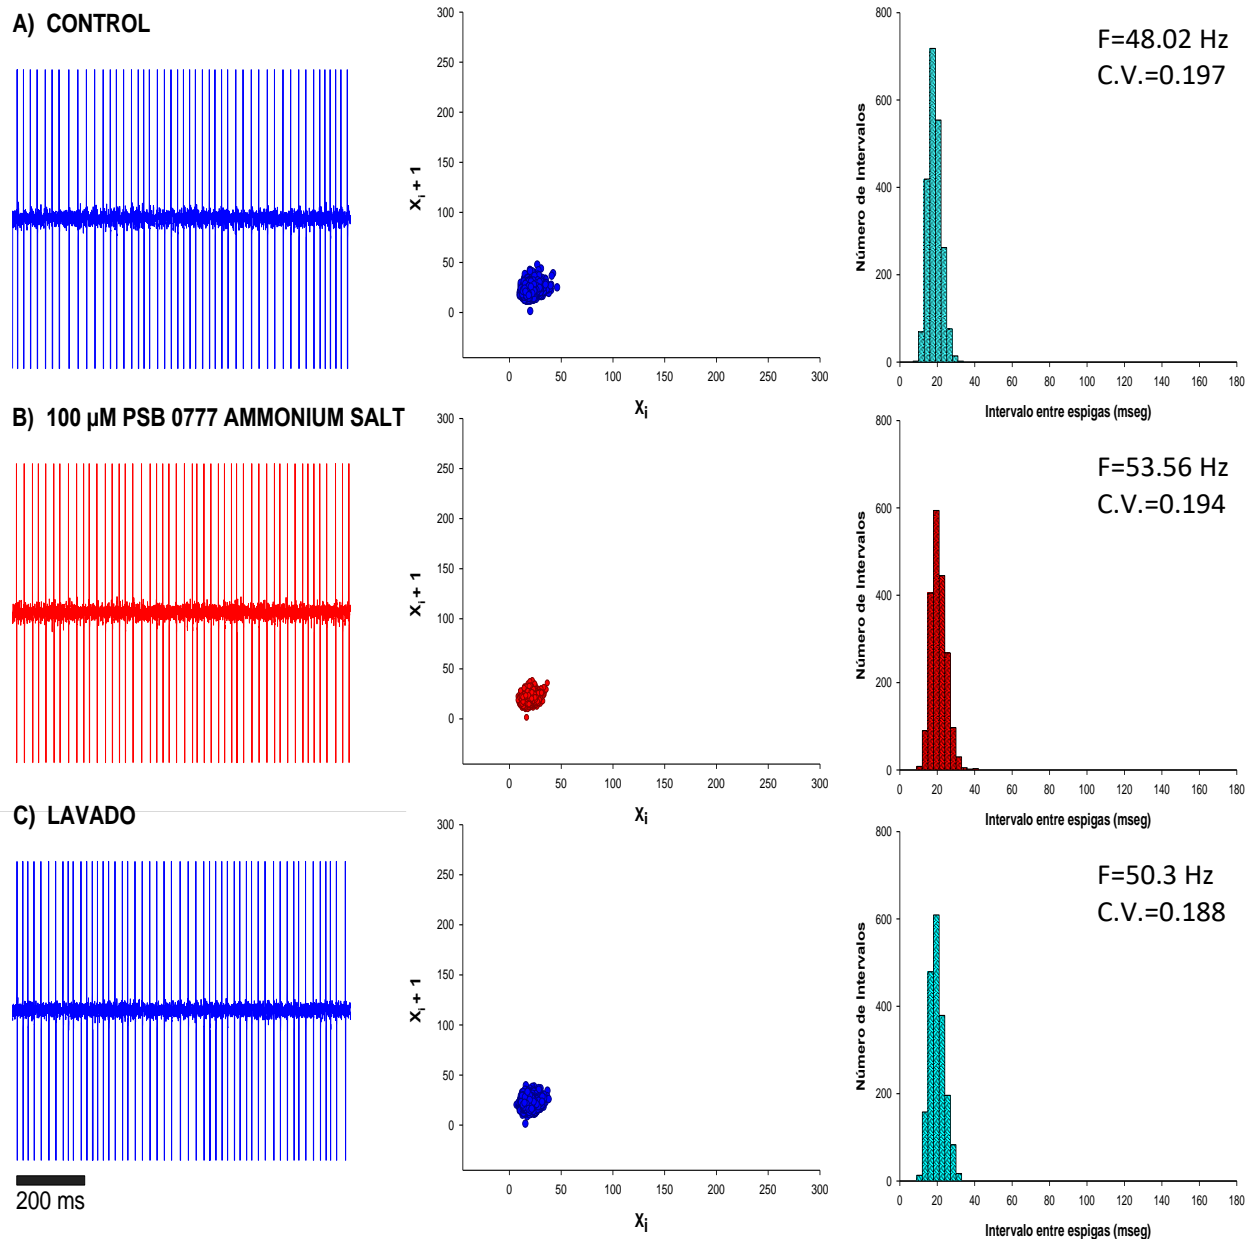 A) CONTROL
300
250
200
150
100
50
0
X i + 1
0 50 100 150 200 250 300
Xi
800
600
400
200
0
Número de Intervalos
0 20 40 60 80 100 120 140 160 180
Intervalo entre espigas (mseg)
F=48.02 Hz
C.V.=0.197
B) 100 µM PSB 0777 AMMONIUM SALT
300
250
200
150
100
50
0
X i + 1
0 50 100 150 200 250 300
Xi
800
600
400
200
0
Número de Intervalos
0 20 40 60 80 100 120 140 160 180
Intervalo entre espigas (mseg)
F=53.56 Hz
C.V.=0.194
C) LAVADO
200 ms
300
250
200
150
100
50
0
X i + 1
0 50 100 150 200 250 300
Xi
800
600
400
200
0
Número de Intervalos
0 20 40 60 80 100 120 140 160 180
Intervalo entre espigas (mseg)
F=50.3 Hz
C.V.=0.188